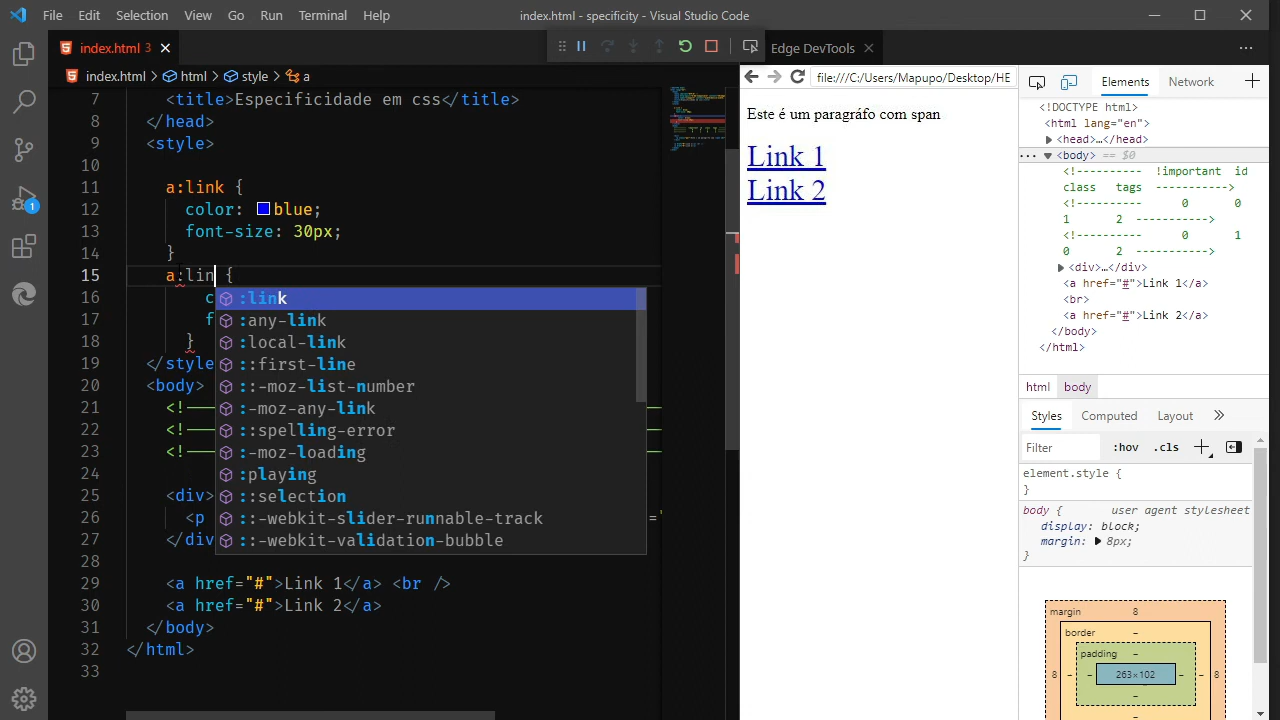 File Edit Selection View Go Run Terminal Help index.html - specificity - Visual Studio Code
index.html 3 Edge DevTools
index.html > html > style > a
7 <title>Especificidade em css</title>
8 </head>
9 <style>
10
11 a:link {
12 color: blue;
13 font-size: 30px;
14 }
15 a:lin {
16 c
17 f
18 }
19 </style
20 <body>
21 <!--
22 <!--
23 <!--
24
25 <div>
26 <p ="
27 </div
28
29 <a href="#">Link 1</a> <br />
30 <a href="#">Link 2</a>
31 </body>
32 </html>
33
:link
:any-link
:local-link
::first-line
::-moz-list-number
:-moz-any-link
::spelling-error
:-moz-loading
:playing
::selection
::-webkit-slider-runnable-track
::-webkit-validation-bubble
1
file:///C:/Users/Mapupo/Desktop/HE
Este é um paragráfo com span
Link 1
Link 2
Elements Network
<!DOCTYPE html>
<html lang="en">
<head>…</head>
<body> == $0
<!---------- !important id
class tags ----------->
<!---------- 0 0
1 2 ----------->
<!---------- 0 1
0 2 ----------->
<div>…</div>
<a href="#">Link 1</a>
<br>
<a href="#">Link 2</a>
</body>
</html>
html body
Styles Computed Layout
Filter :hov .cls
element.style {
}
body { user agent stylesheet
display: block;
margin: 8px;
}
margin 8
border –
padding –
8 – – 263×102 – – 8
–
–